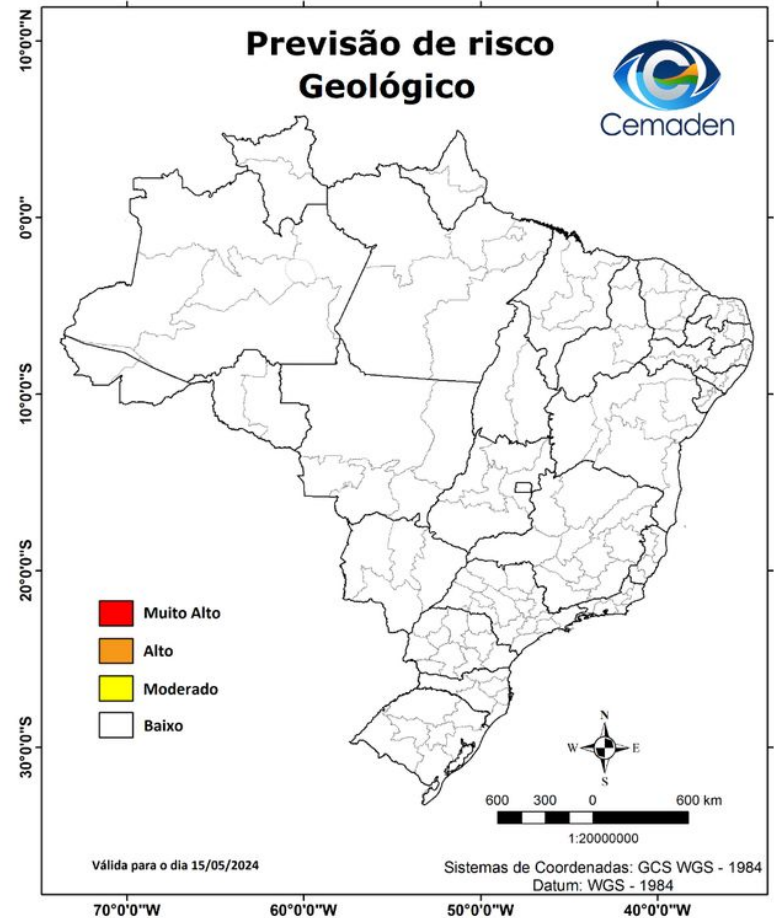 Previsão de risco
Geológico
Cemaden
10°0'0"N
0°0'0"
10°0'0"S
20°0'0"S
30°0'0"S
Muito Alto
Alto
Moderado
Baixo
N
W
E
S
600 300 0 600 km
1:20000000
Válida para o dia 15/05/2024
Sistemas de Coordenadas: GCS WGS - 1984
Datum: WGS - 1984
70°0'0"W 60°0'0"W 50°0'0"W 40°0'0"W